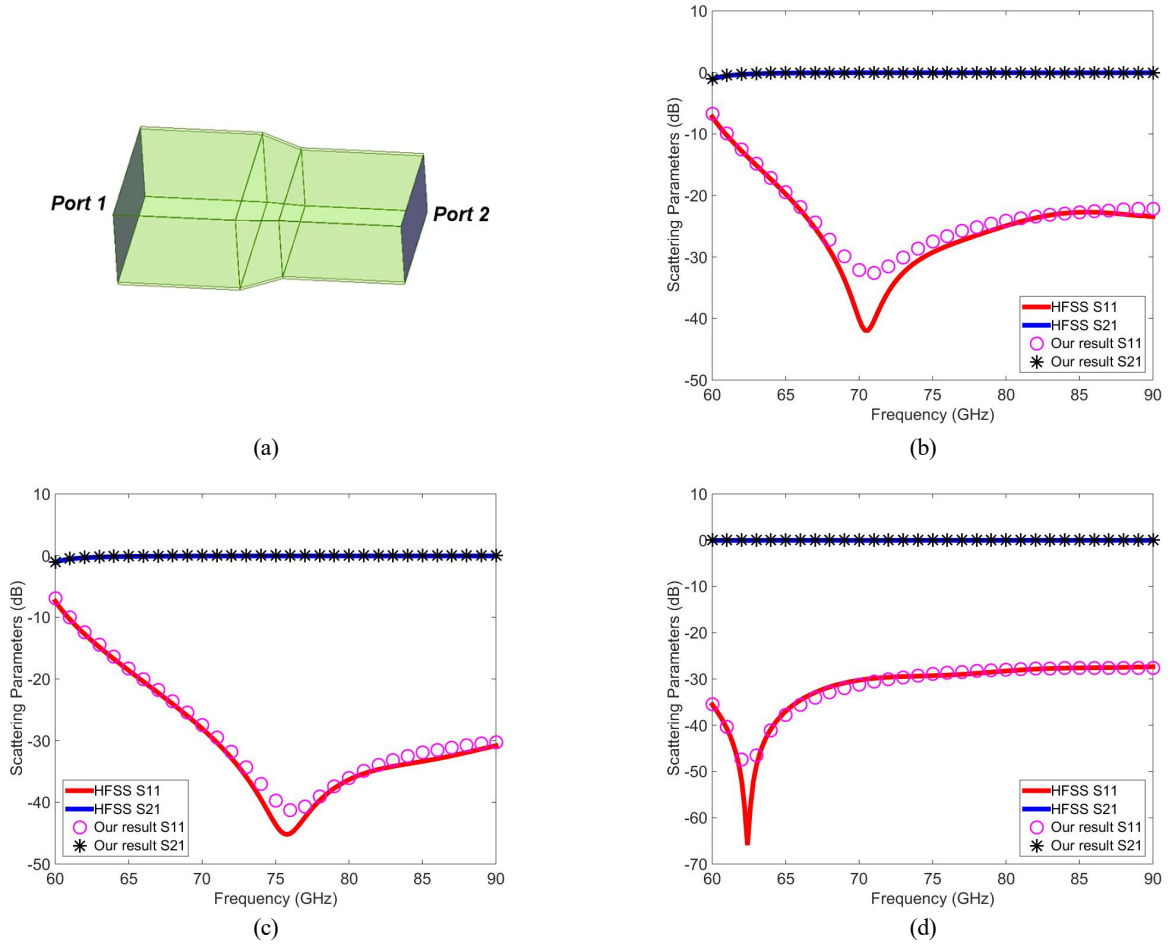 Port 1
Port 2
(a)
10
0
-10
-20
-30
-40
-50
Scattering Parameters (dB)
60 65 70 75 80 85 90
Frequency (GHz)
HFSS S11
HFSS S21
Our result S11
Our result S21
(b)
10
0
-10
-20
-30
-40
-50
Scattering Parameters (dB)
60 65 70 75 80 85 90
Frequency (GHz)
HFSS S11
HFSS S21
Our result S11
Our result S21
(c)
10
0
-10
-20
-30
-40
-50
-60
-70
Scattering Parameters (dB)
60 65 70 75 80 85 90
Frequency (GHz)
HFSS S11
HFSS S21
Our result S11
Our result S21
(d)